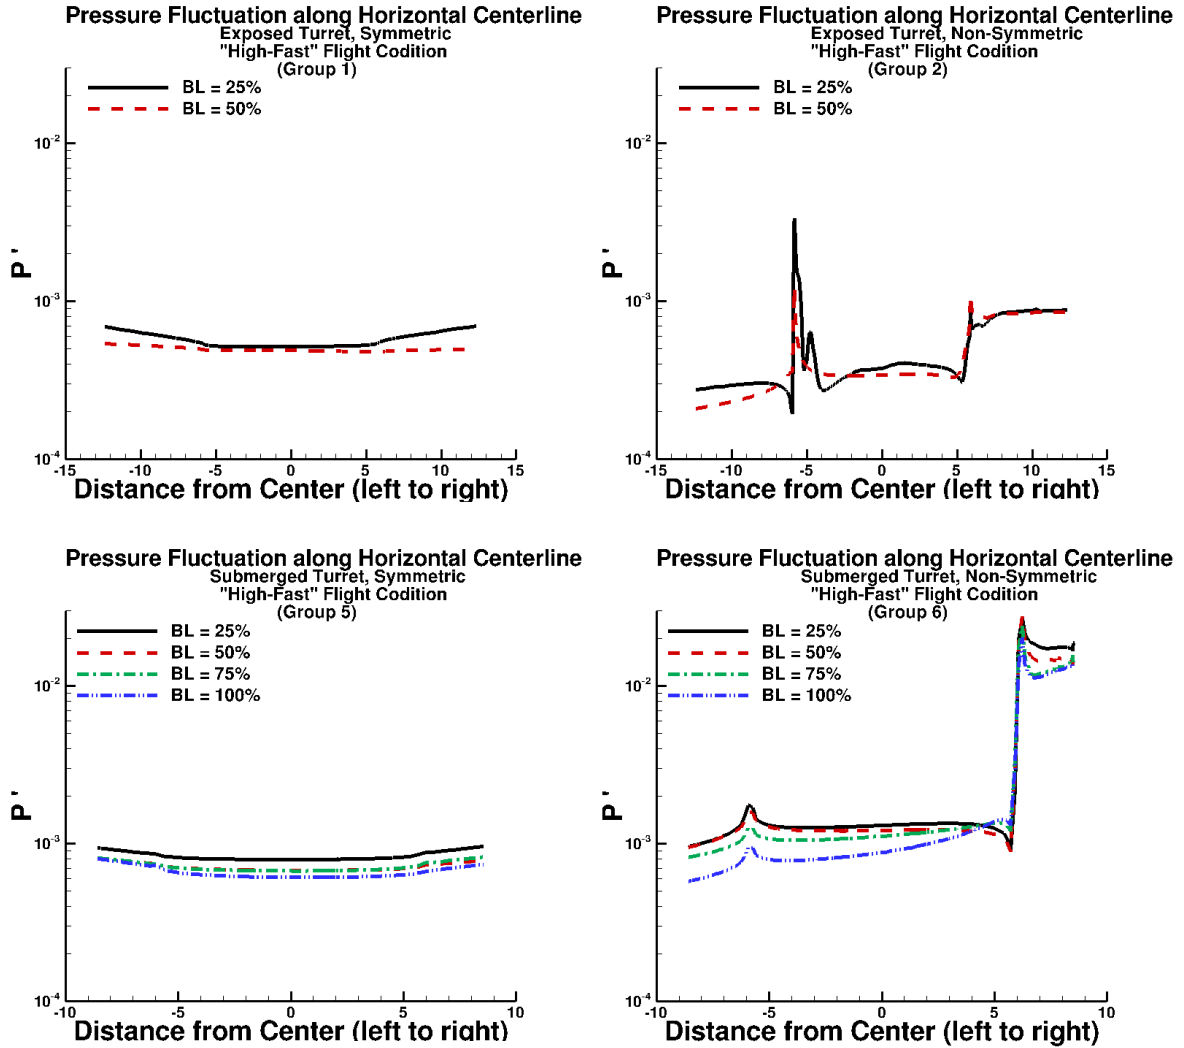 Pressure Fluctuation along Horizontal Centerline
Exposed Turret, Symmetric
"High-Fast" Flight Codition
(Group 1)
BL = 25%
BL = 50%
10-2
10-3
10-4
P '
-15 -10 -5 0 5 10 15
Distance from Center (left to right)
Pressure Fluctuation along Horizontal Centerline
Exposed Turret, Non-Symmetric
"High-Fast" Flight Codition
(Group 2)
BL = 25%
BL = 50%
10-2
10-3
10-4
P '
-15 -10 -5 0 5 10 15
Distance from Center (left to right)
Pressure Fluctuation along Horizontal Centerline
Submerged Turret, Symmetric
"High-Fast" Flight Codition
(Group 5)
BL = 25%
BL = 50%
BL = 75%
BL = 100%
10-2
10-3
10-4
P '
-10 -5 0 5 10
Distance from Center (left to right)
Pressure Fluctuation along Horizontal Centerline
Submerged Turret, Non-Symmetric
"High-Fast" Flight Codition
(Group 6)
BL = 25%
BL = 50%
BL = 75%
BL = 100%
10-2
10-3
10-4
P '
-10 -5 0 5 10
Distance from Center (left to right)